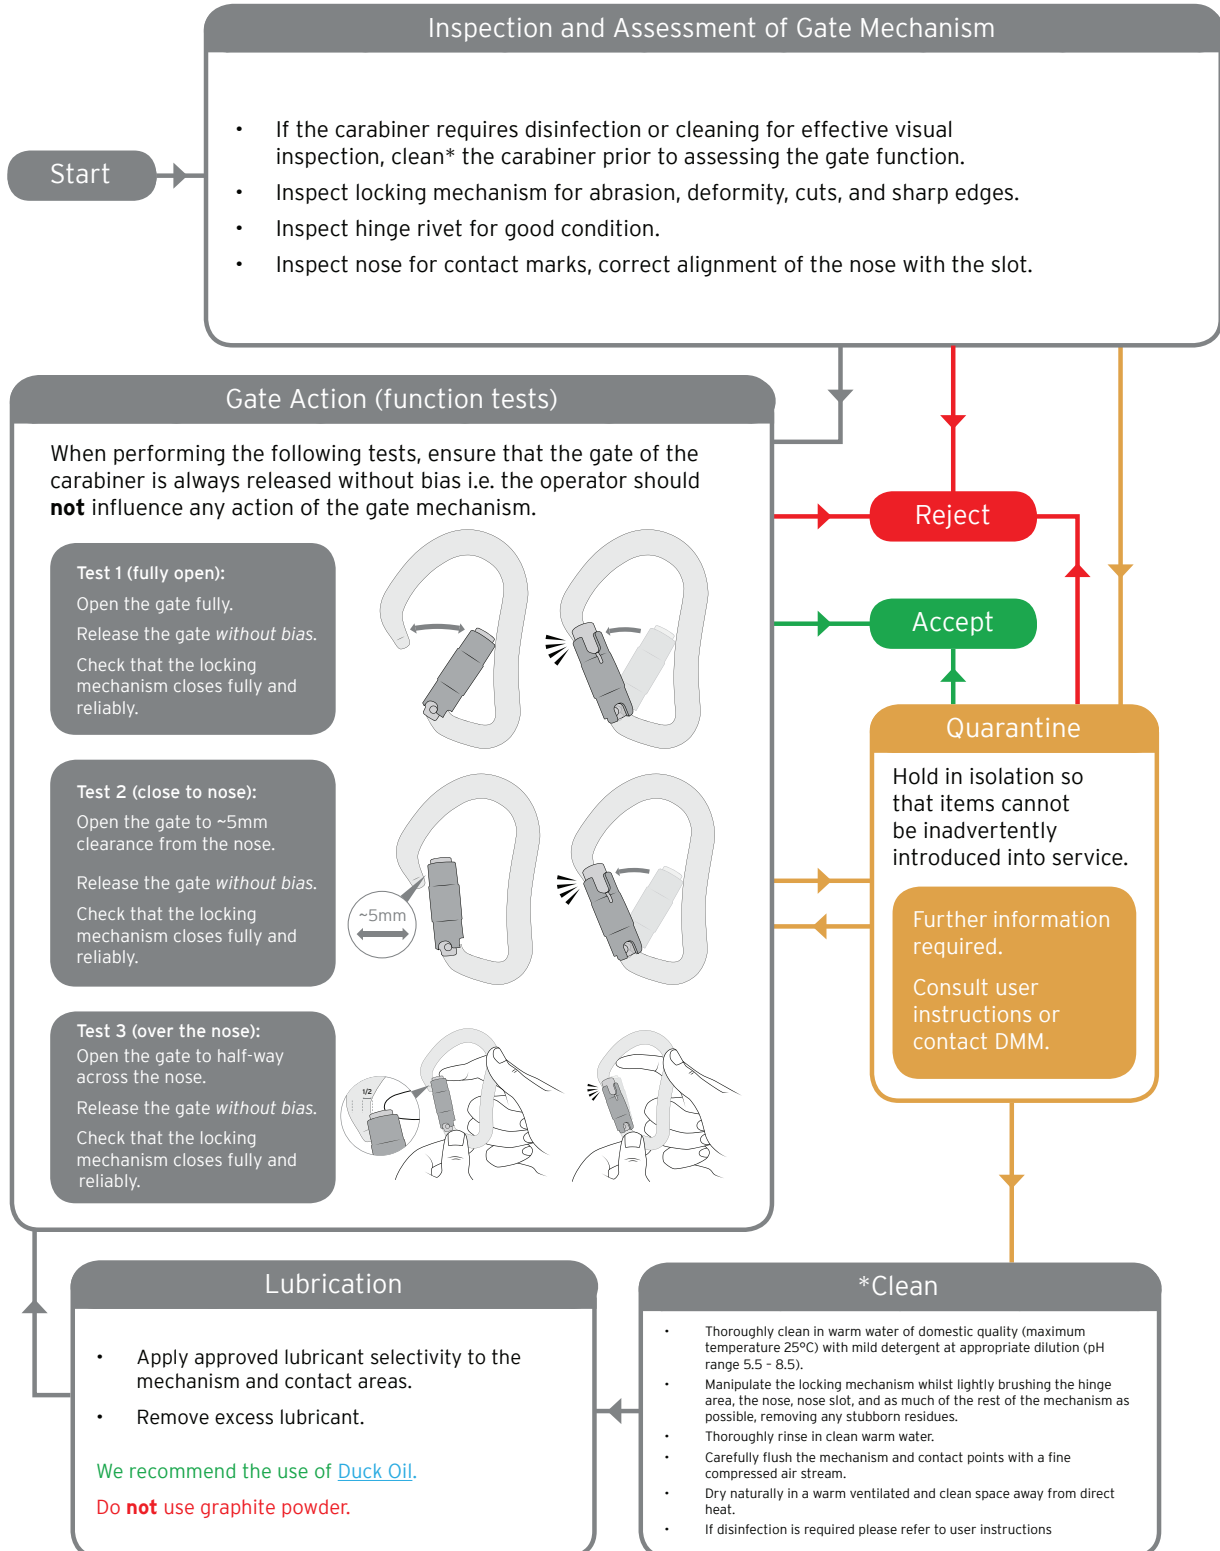 Inspection and Assessment of Gate Mechanism
Start
• If the carabiner requires disinfection or cleaning for effective visual
inspection, clean* the carabiner prior to assessing the gate function.
• Inspect locking mechanism for abrasion, deformity, cuts, and sharp edges.
• Inspect hinge rivet for good condition.
• Inspect nose for contact marks, correct alignment of the nose with the slot.
Gate Action (function tests)
When performing the following tests, ensure that the gate of the
carabiner is always released without bias i.e. the operator should
not influence any action of the gate mechanism.
Test 1 (fully open):
Open the gate fully.
Release the gate without bias.
Check that the locking
mechanism closes fully and
reliably.
Test 2 (close to nose):
Open the gate to ~5mm
clearance from the nose.
Release the gate without bias.
Check that the locking
mechanism closes fully and
reliably.
~5mm
Test 3 (over the nose):
Open the gate to half-way
across the nose.
Release the gate without bias.
Check that the locking
mechanism closes fully and
reliably.
1/2
Reject
Accept
Quarantine
Hold in isolation so
that items cannot
be inadvertently
introduced into service.
Further information
required.
Consult user
instructions or
contact DMM.
Lubrication
• Apply approved lubricant selectivity to the
mechanism and contact areas.
• Remove excess lubricant.
We recommend the use of Duck Oil.
Do not use graphite powder.
*Clean
• Thoroughly clean in warm water of domestic quality (maximum
temperature 25°C) with mild detergent at appropriate dilution (pH
range 5.5 – 8.5).
• Manipulate the locking mechanism whilst lightly brushing the hinge
area, the nose, nose slot, and as much of the rest of the mechanism as
possible, removing any stubborn residues.
• Thoroughly rinse in clean warm water.
• Carefully flush the mechanism and contact points with a fine
compressed air stream.
• Dry naturally in a warm ventilated and clean space away from direct
heat.
• If disinfection is required please refer to user instructions